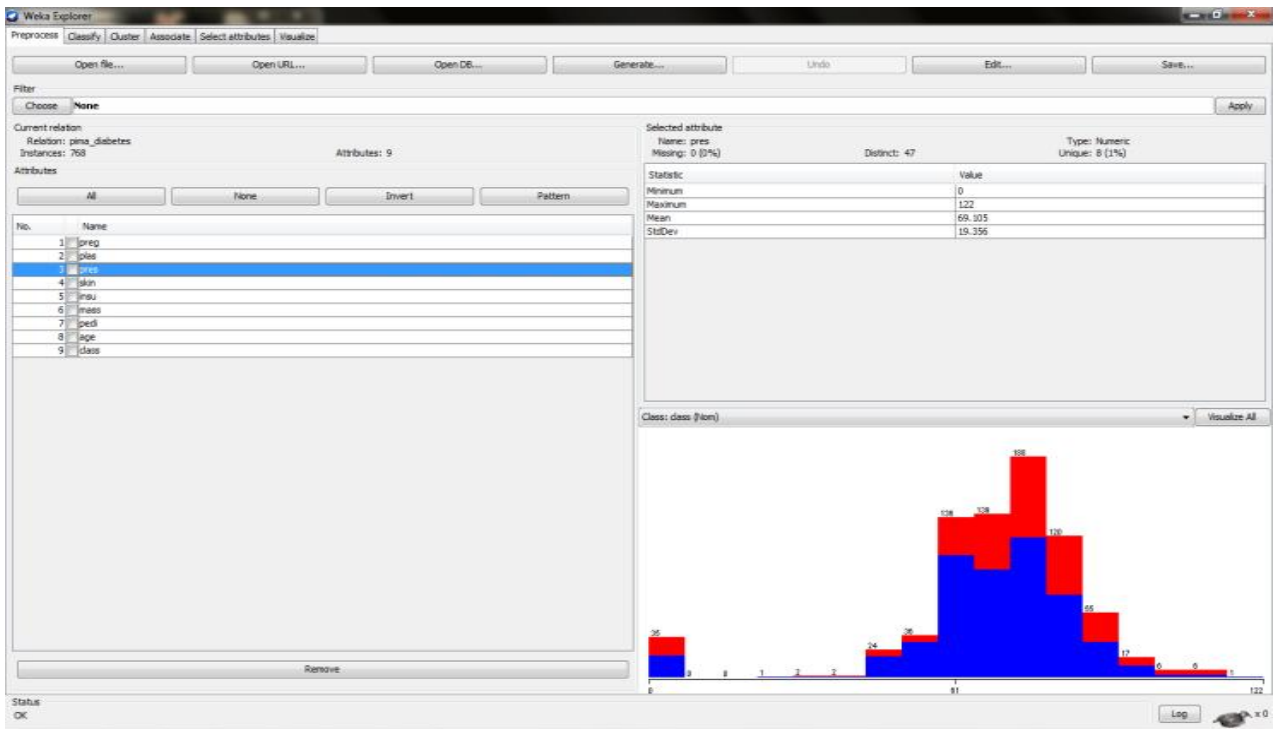 Weka Explorer
Preprocess Classify Cluster Associate Select attributes Visualize
Open file... Open URL... Open DB... Generate... Undo Edit... Save...
Filter
Choose None Apply
Current relation
Relation: pima_diabetes
Instances: 768 Attributes: 9
Attributes
All None Invert Pattern
No. Name
1 preg
2 plas
3 pres
4 skin
5 insu
6 mass
7 pedi
8 age
9 class
Remove
Selected attribute
Name: pres Type: Numeric
Missing: 0 (0%) Distinct: 47 Unique: 8 (1%)
Statistic Value
Minimum 0
Maximum 122
Mean 69.105
StdDev 19.356
Class: class (Nom) Visualize All
35 0 0 1 2 2 24 36 138 120 55 17 6 6 1
0 61 122
Status
OK
Log x 0